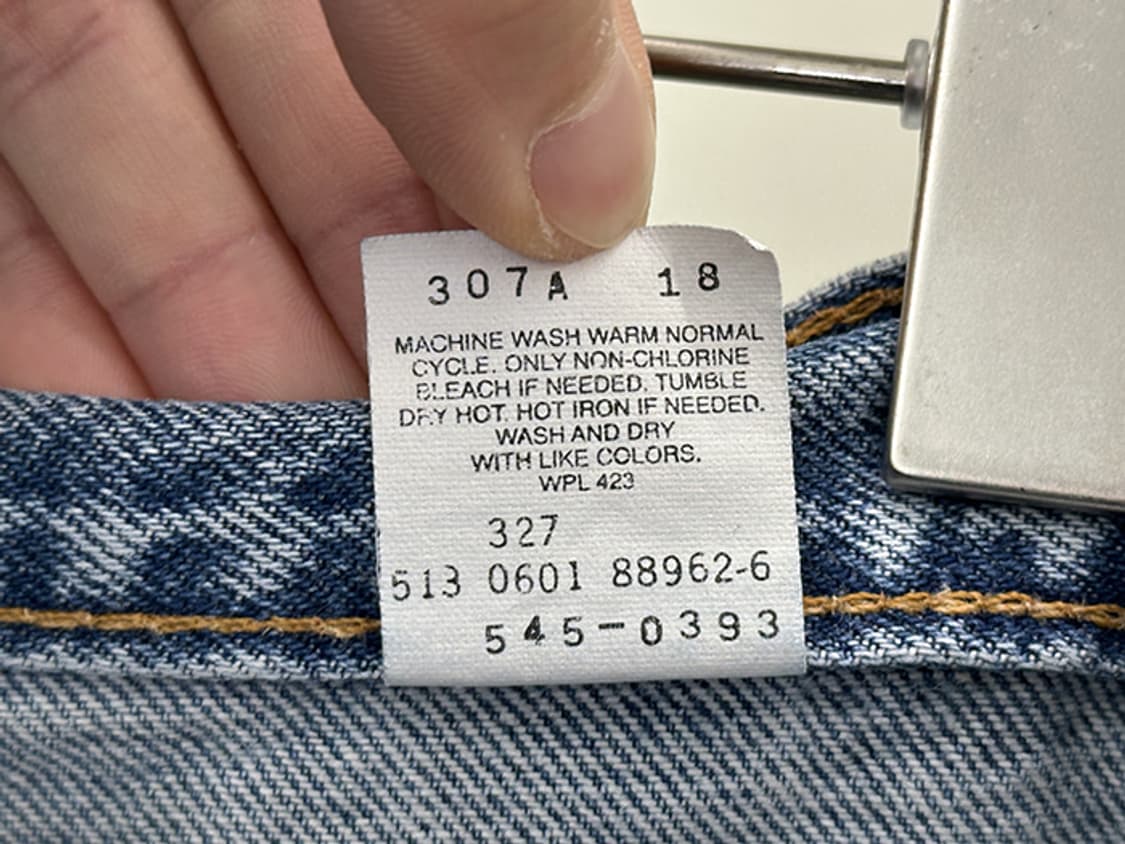 307A 18
MACHINE WASH WARM NORMAL
CYCLE. ONLY NON-CHLORINE
BLEACH IF NEEDED. TUMBLE
DRY HOT. HOT IRON IF NEEDED.
WASH AND DRY
WITH LIKE COLORS.
WPL 423
327
513 0601 88962-6
545-0393